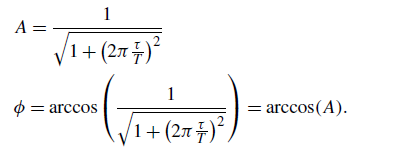 A = 1 / √(1 + (2π τ/T)²)
ϕ = arccos( 1 / √(1 + (2π τ/T)²) ) = arccos(A).